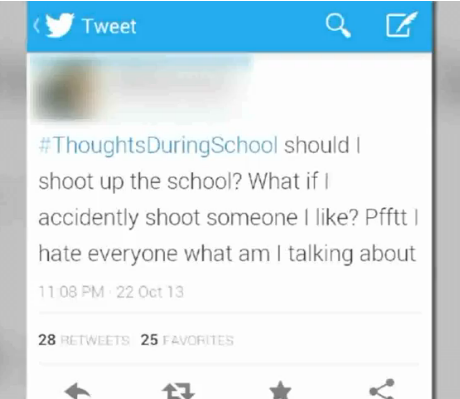 Tweet
#ThoughtsDuringSchool should I
shoot up the school? What if I
accidently shoot someone I like? Pfftt I
hate everyone what am I talking about
11:08 PM · 22 Oct 13
28 RETWEETS 25 FAVORITES